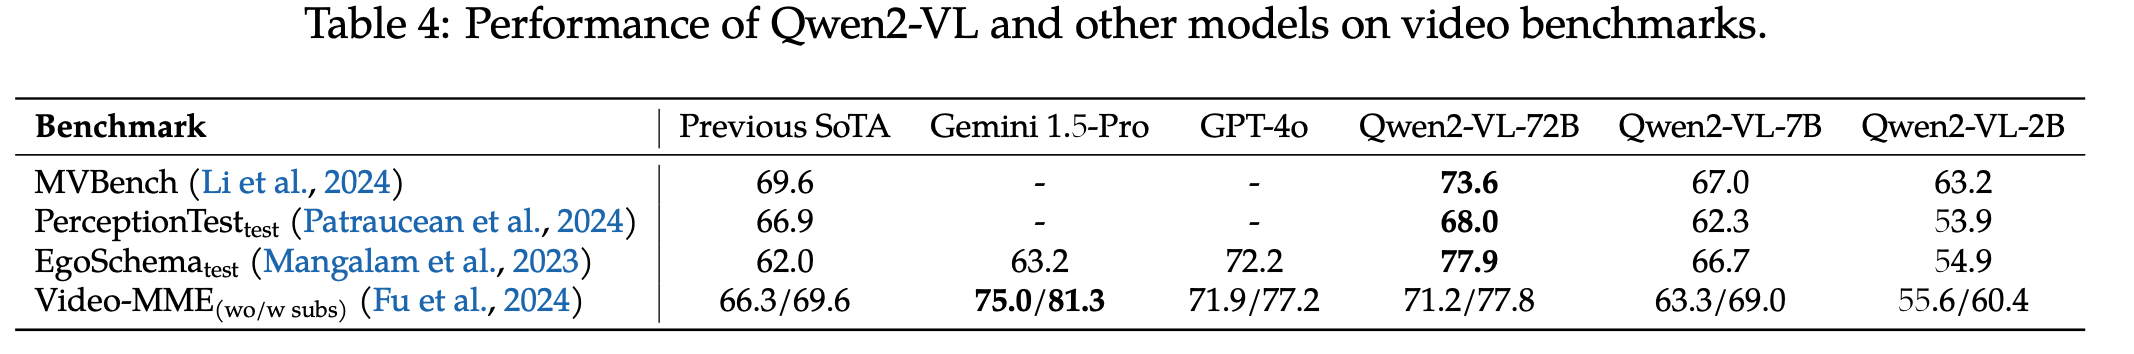 Table 4: Performance of Qwen2-VL and other models on video benchmarks.
Benchmark Previous SoTA Gemini 1.5-Pro GPT-4o Qwen2-VL-72B Qwen2-VL-7B Qwen2-VL-2B
MVBench (Li et al., 2024) 69.6 - - 73.6 67.0 63.2
PerceptionTest_test (Patraucean et al., 2024) 66.9 - - 68.0 62.3 53.9
EgoSchema_test (Mangalam et al., 2023) 62.0 63.2 72.2 77.9 66.7 54.9
Video-MME_(wo/w subs) (Fu et al., 2024) 66.3/69.6 75.0/81.3 71.9/77.2 71.2/77.8 63.3/69.0 55.6/60.4